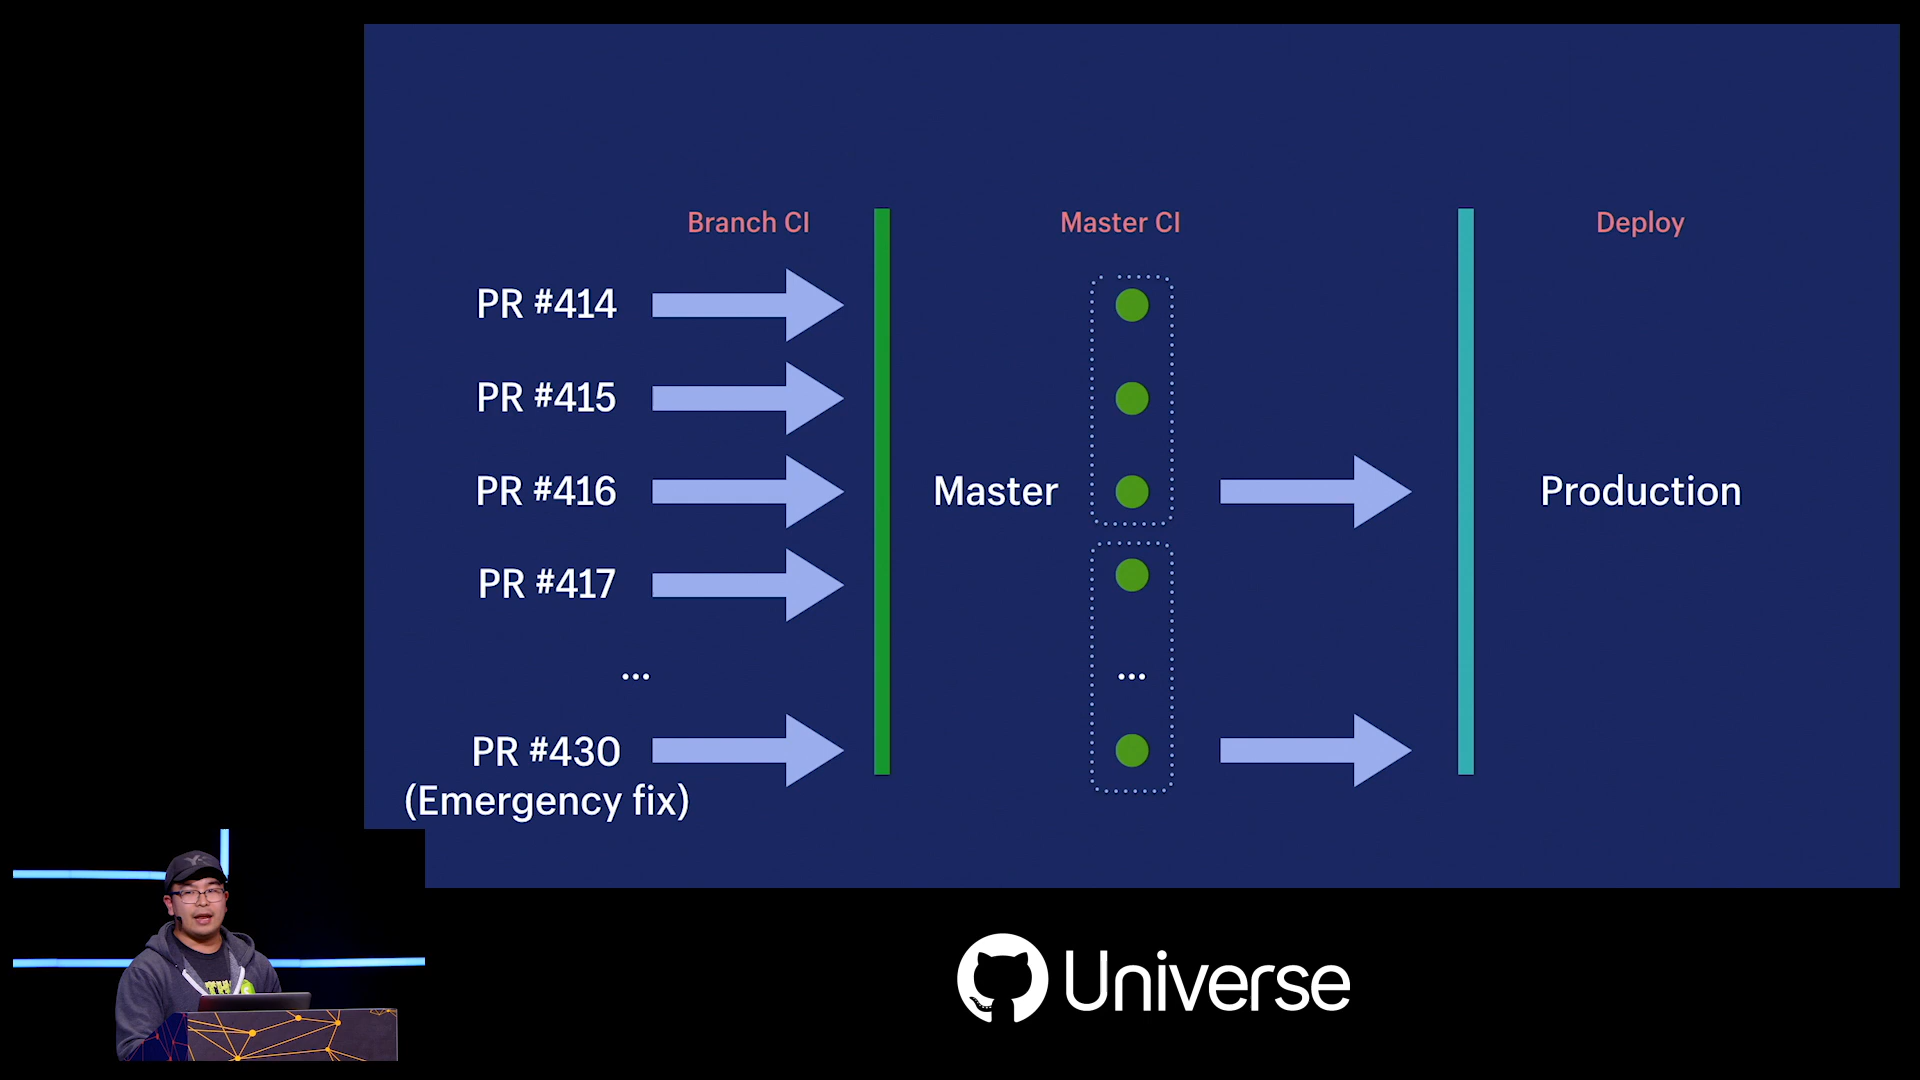 Branch CI
Master CI
Deploy
PR #414
PR #415
PR #416
Master
Production
PR #417
...
...
PR #430
(Emergency fix)
Universe